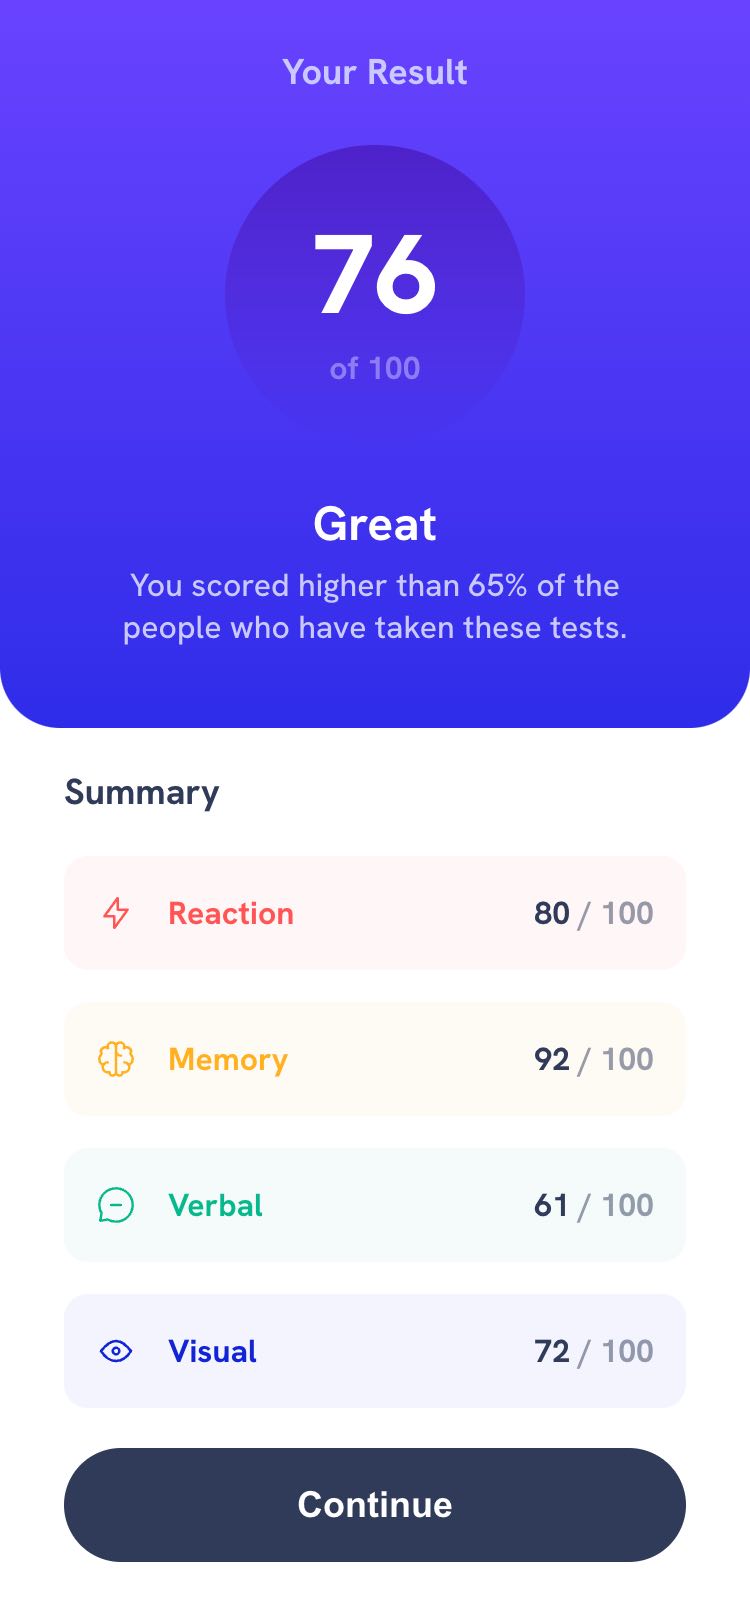 Your Result
76
of 100
Great
You scored higher than 65% of the
people who have taken these tests.
Summary
Reaction 80 / 100
Memory 92 / 100
Verbal 61 / 100
Visual 72 / 100
Continue